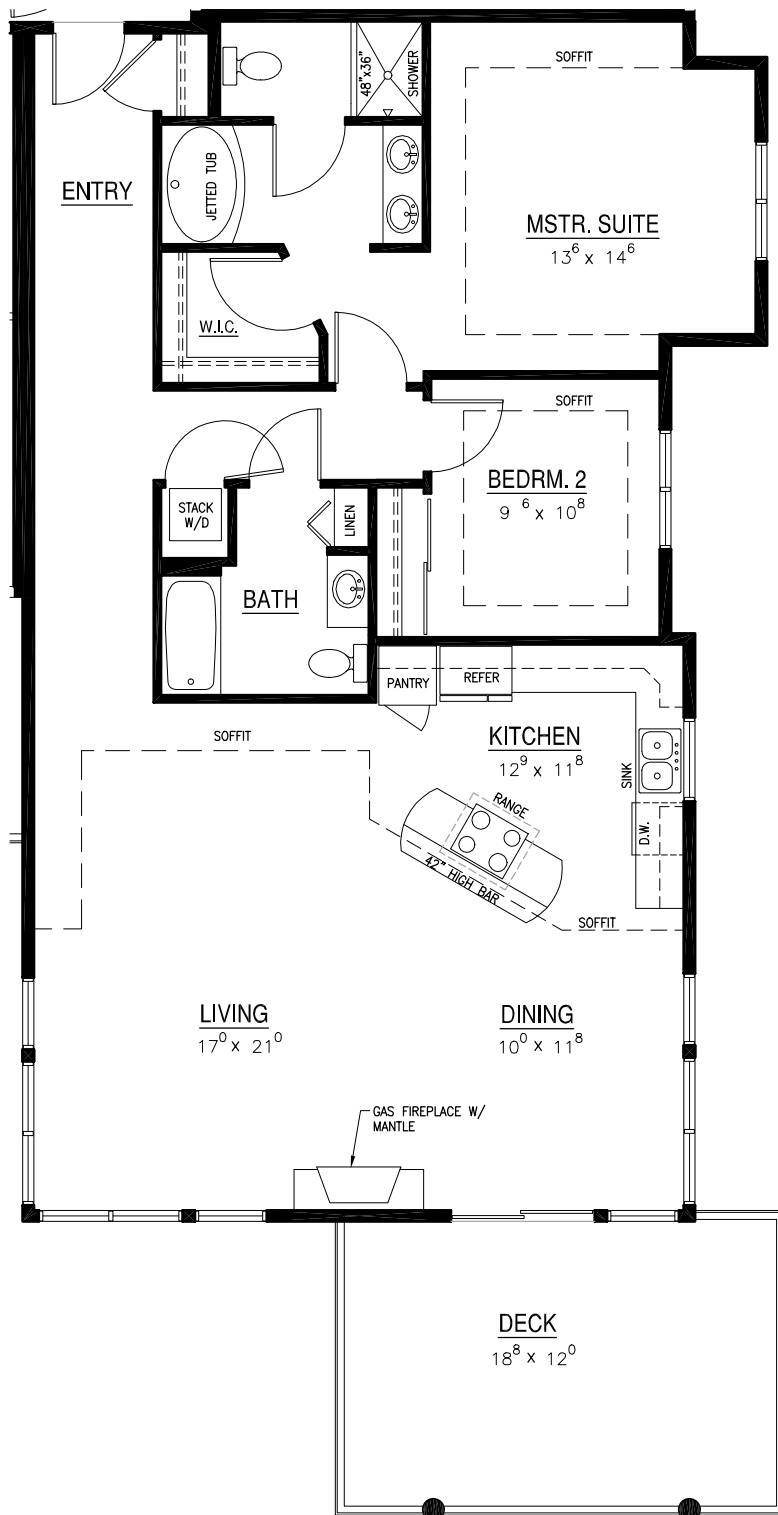 48"x36"
SHOWER
SOFFIT
ENTRY
JETTED TUB
MSTR. SUITE
13⁶ x 14⁶
W.I.C.
SOFFIT
BEDRM. 2
9 ⁶ x 10⁸
STACK
W/D
LINEN
BATH
PANTRY
REFER
SOFFIT
KITCHEN
12⁹ x 11⁸
SINK
RANGE
D.W.
42" HIGH BAR
SOFFIT
LIVING
17⁰ x 21⁰
DINING
10⁰ x 11⁸
GAS FIREPLACE W/
MANTLE
DECK
18⁸ x 12⁰